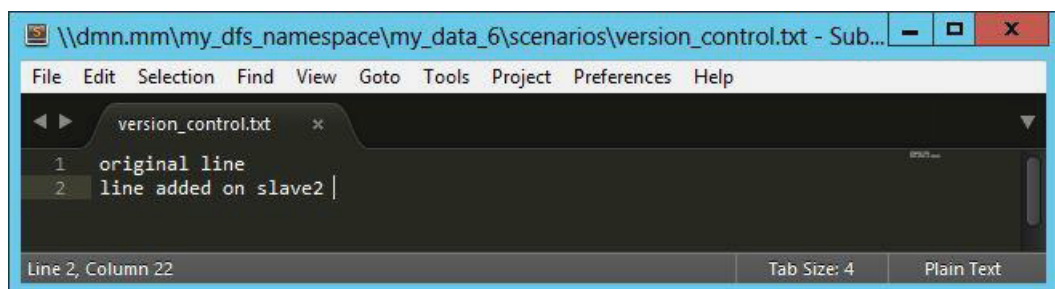 \\dmn.mm\my_dfs_namespace\my_data_6\scenarios\version_control.txt - Sub...
File Edit Selection Find View Goto Tools Project Preferences Help
version_control.txt
1 original line
2 line added on slave2
Line 2, Column 22 Tab Size: 4 Plain Text